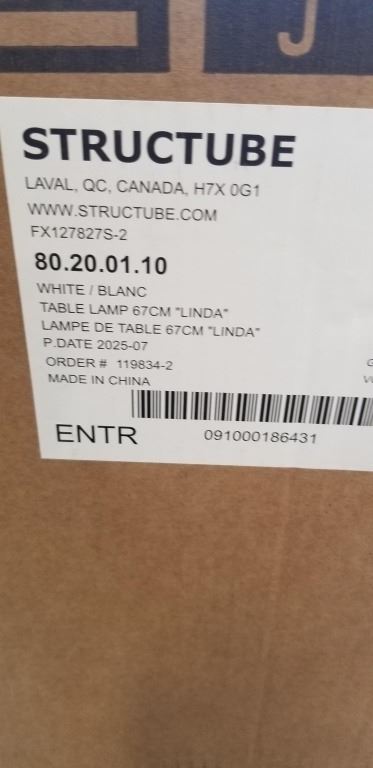 J
STRUCTUBE
LAVAL, QC, CANADA, H7X 0G1
WWW.STRUCTUBE.COM
FX127827S-2
80.20.01.10
WHITE / BLANC
TABLE LAMP 67CM "LINDA"
LAMPE DE TABLE 67CM "LINDA"
P.DATE 2025-07
ORDER # 119834-2
MADE IN CHINA
ENTR 091000186431